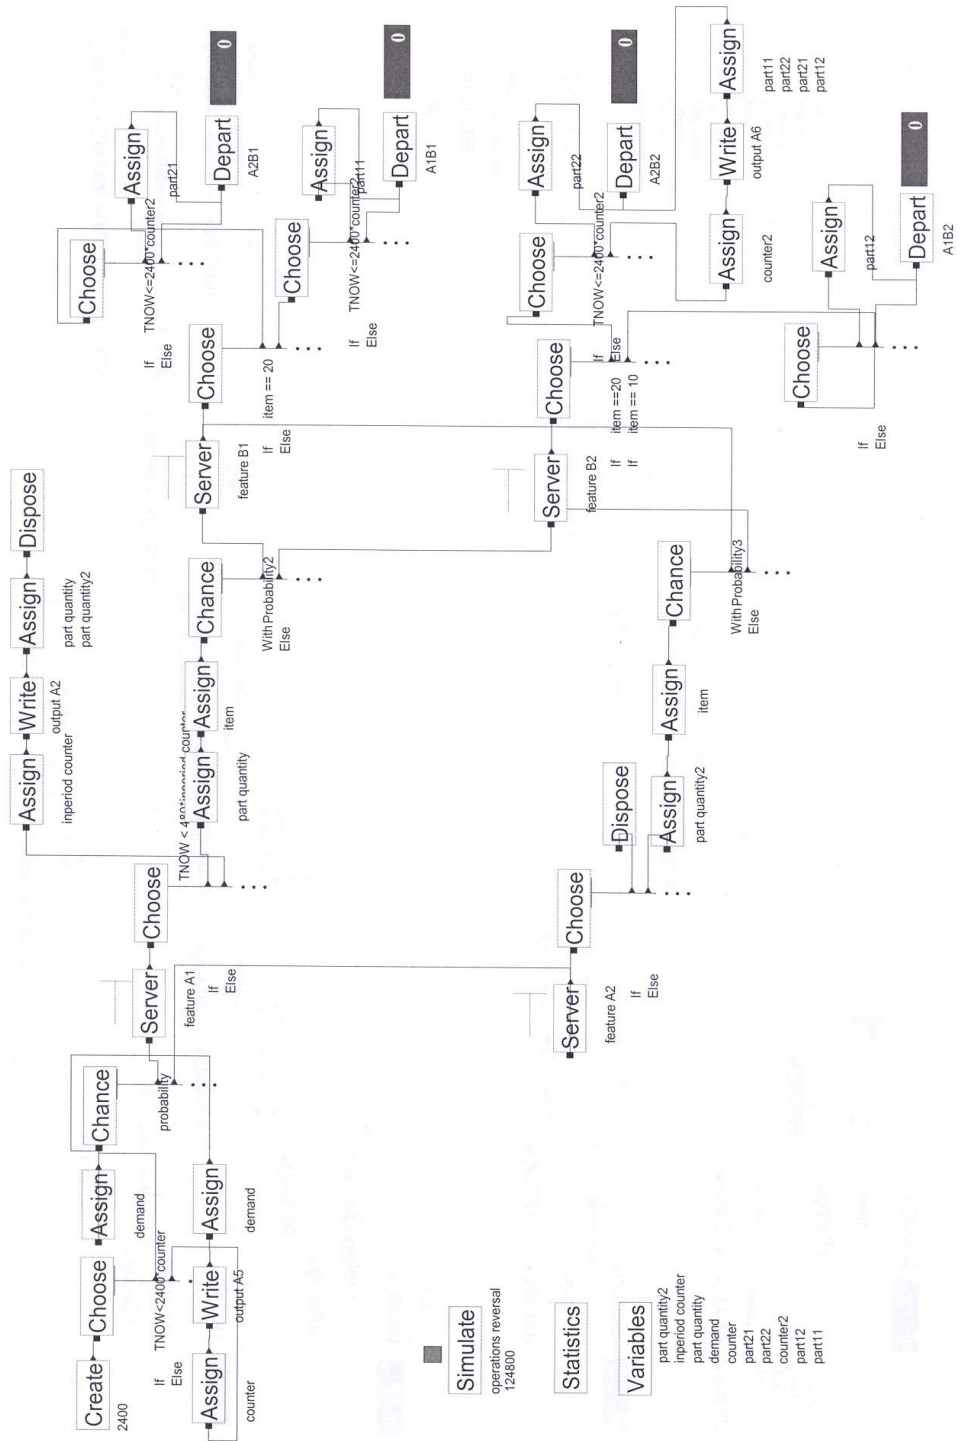 Create
2400
Choose
If
Else
TNOW<2400*counter
Assign
demand
Chance
probability
Assign
counter
Write
output A5
Assign
demand
Server
feature A1
If
Else
Choose
Assign
inperiod counter
Write
output A2
Assign
part quantity
part quantity2
Dispose
Assign
part quantity
Assign
item
Chance
With Probability2
Else
Server
feature A2
If
Else
Choose
Dispose
Assign
part quantity2
Assign
item
Chance
With Probability3
Else
Server
feature B1
If
Else
item == 20
Choose
Choose
If
Else
TNOW<=2400*counter2
Assign
part21
Depart
A2B1
0
Choose
If
Else
TNOW<=2400*counter2
Assign
part11
Depart
A1B1
0
Server
feature B2
If
If
item ==20
item == 10
Choose
Choose
If
Else
TNOW<=2400*counter2
Assign
part22
Depart
A2B2
0
Assign
counter2
Write
output A6
Assign
part11
part22
part21
part12
Choose
If
Else
Assign
part12
Depart
A1B2
0
Simulate
operations reversal
124800
Statistics
Variables
part quantity2
inperiod counter
part quantity
demand
counter
part21
part22
counter2
part12
part11